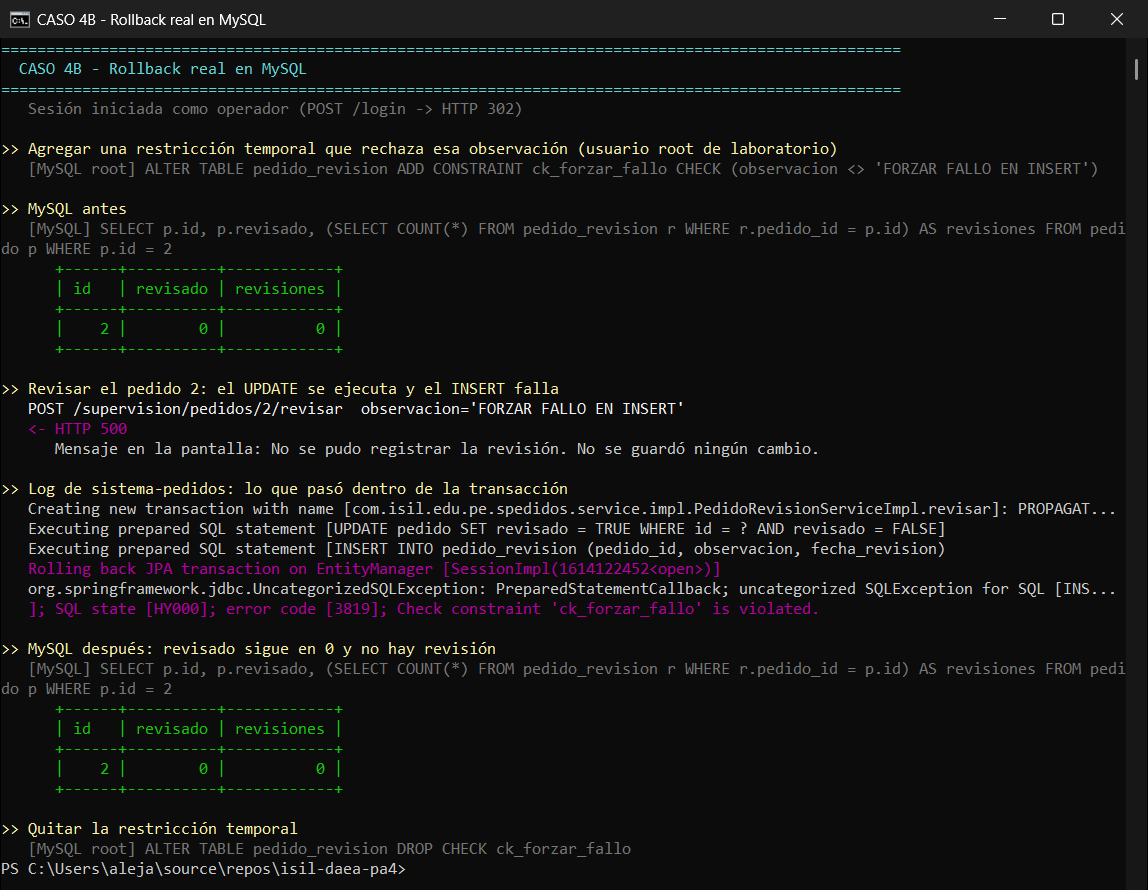 CASO 4B - Rollback real en MySQL
====================================================================================================
CASO 4B - Rollback real en MySQL
====================================================================================================
Sesión iniciada como operador (POST /login -> HTTP 302)
>> Agregar una restricción temporal que rechaza esa observación (usuario root de laboratorio)
[MySQL root] ALTER TABLE pedido_revision ADD CONSTRAINT ck_forzar_fallo CHECK (observacion <> 'FORZAR FALLO EN INSERT')
>> MySQL antes
[MySQL] SELECT p.id, p.revisado, (SELECT COUNT(*) FROM pedido_revision r WHERE r.pedido_id = p.id) AS revisiones FROM pedi
do p WHERE p.id = 2
+------+----------+------------+
| id   | revisado | revisiones |
+------+----------+------------+
|    2 |        0 |          0 |
+------+----------+------------+
>> Revisar el pedido 2: el UPDATE se ejecuta y el INSERT falla
POST /supervision/pedidos/2/revisar  observacion='FORZAR FALLO EN INSERT'
<- HTTP 500
Mensaje en la pantalla: No se pudo registrar la revisión. No se guardó ningún cambio.
>> Log de sistema-pedidos: lo que pasó dentro de la transacción
Creating new transaction with name [com.isil.edu.pe.spedidos.service.impl.PedidoRevisionServiceImpl.revisar]: PROPAGAT...
Executing prepared SQL statement [UPDATE pedido SET revisado = TRUE WHERE id = ? AND revisado = FALSE]
Executing prepared SQL statement [INSERT INTO pedido_revision (pedido_id, observacion, fecha_revision)
Rolling back JPA transaction on EntityManager [SessionImpl(1614122452<open>)]
org.springframework.jdbc.UncategorizedSQLException: PreparedStatementCallback; uncategorized SQLException for SQL [INS...
]; SQL state [HY000]; error code [3819]; Check constraint 'ck_forzar_fallo' is violated.
>> MySQL después: revisado sigue en 0 y no hay revisión
[MySQL] SELECT p.id, p.revisado, (SELECT COUNT(*) FROM pedido_revision r WHERE r.pedido_id = p.id) AS revisiones FROM pedi
do p WHERE p.id = 2
+------+----------+------------+
| id   | revisado | revisiones |
+------+----------+------------+
|    2 |        0 |          0 |
+------+----------+------------+
>> Quitar la restricción temporal
[MySQL root] ALTER TABLE pedido_revision DROP CHECK ck_forzar_fallo
PS C:\Users\aleja\source\repos\isil-daea-pa4>